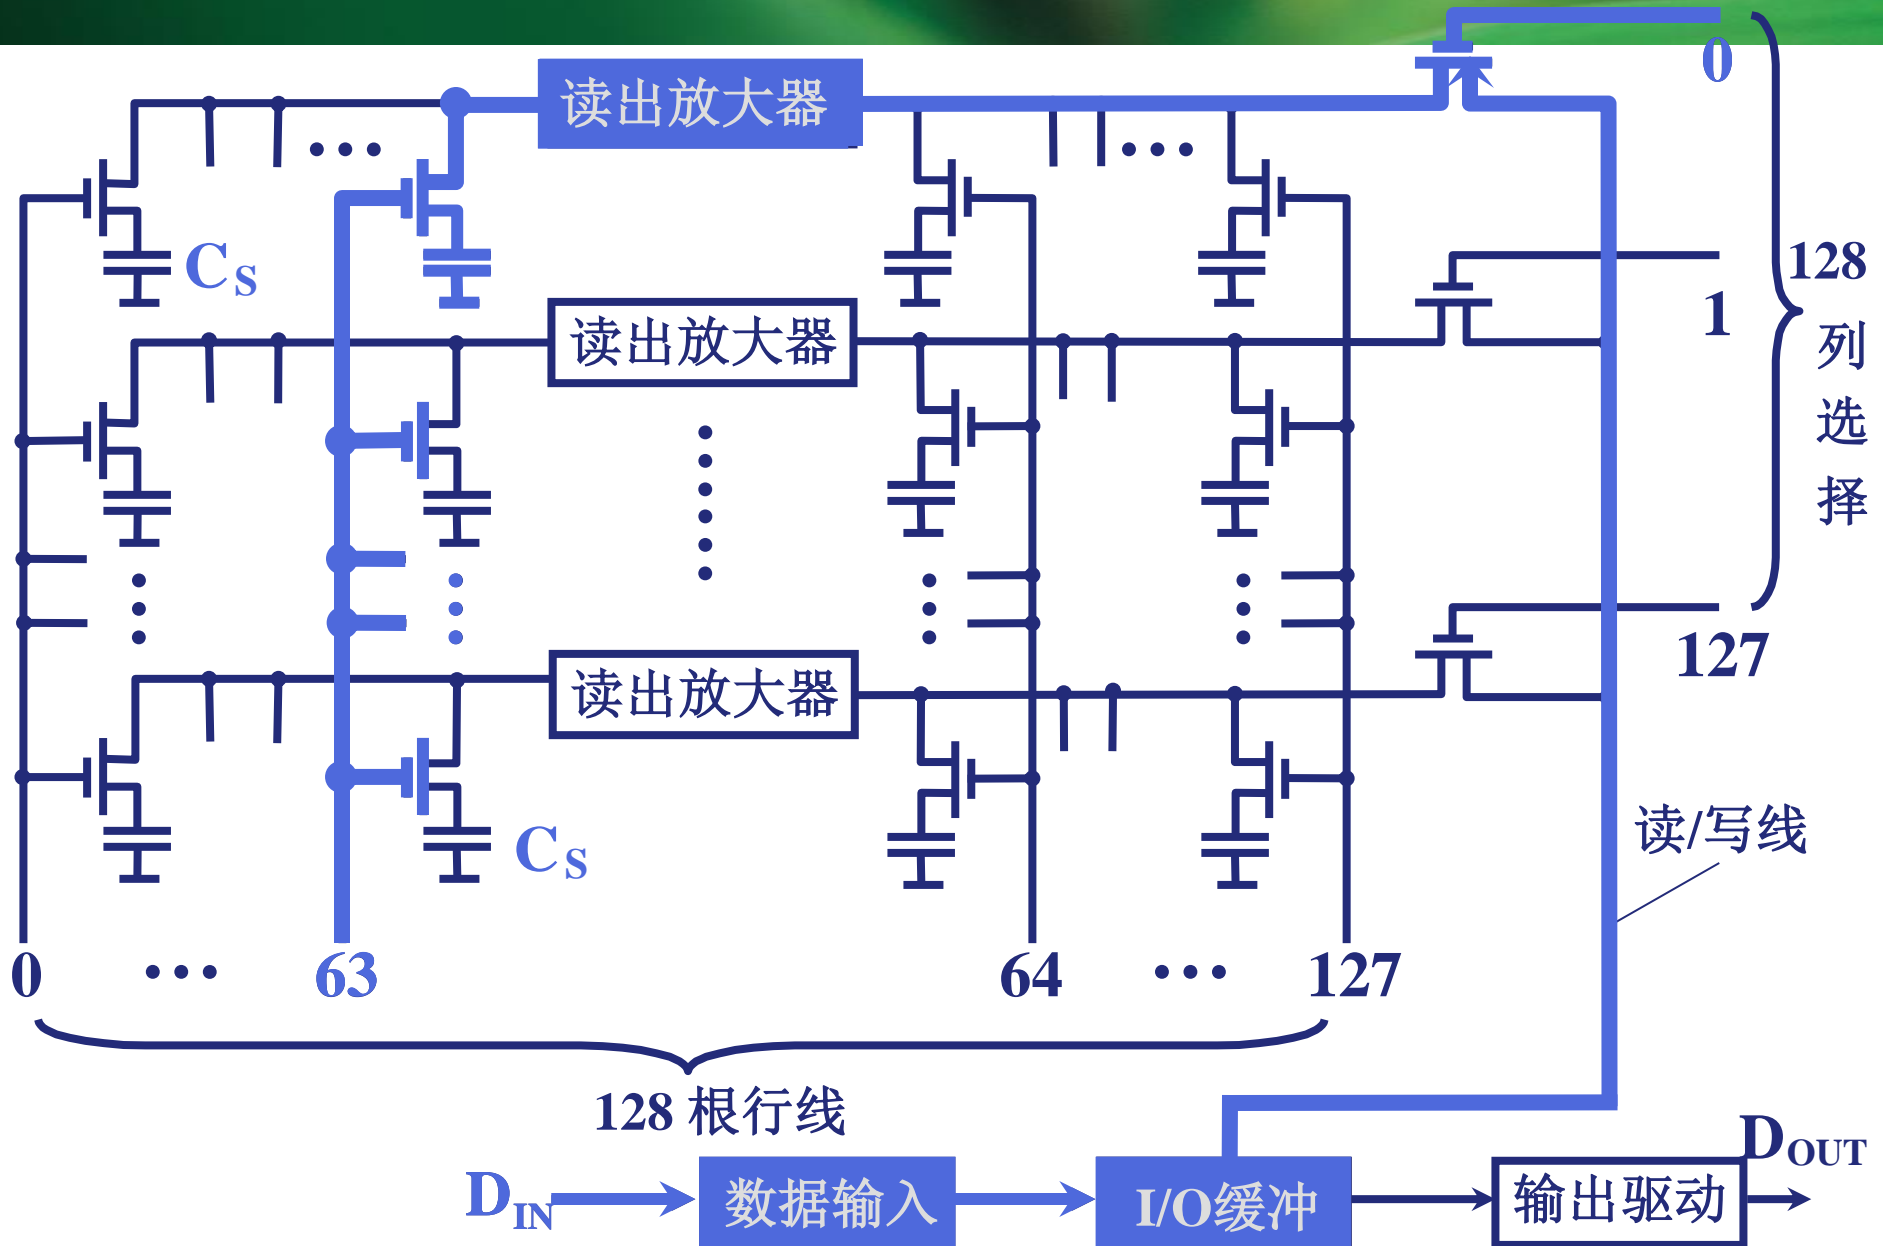 0
读出放大器
CS
128
列
选
择
1
读出放大器
127
读出放大器
CS
读/写线
0 ••• 63 64 ••• 127
128 根行线
DIN 数据输入 I/O缓冲 输出驱动 DOUT